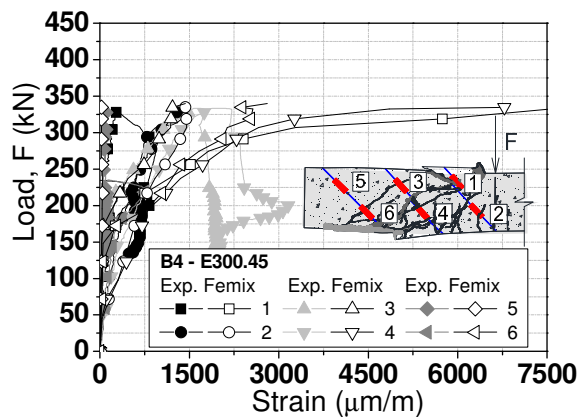 450
400
350
300
250
200
150
100
50
0
Load, F (kN)
F
5 3 1
6 4 2
B4 - E300.45
Exp. Femix Exp. Femix Exp. Femix
1 3 5
2 4 6
0 1500 3000 4500 6000 7500
Strain (μm/m)